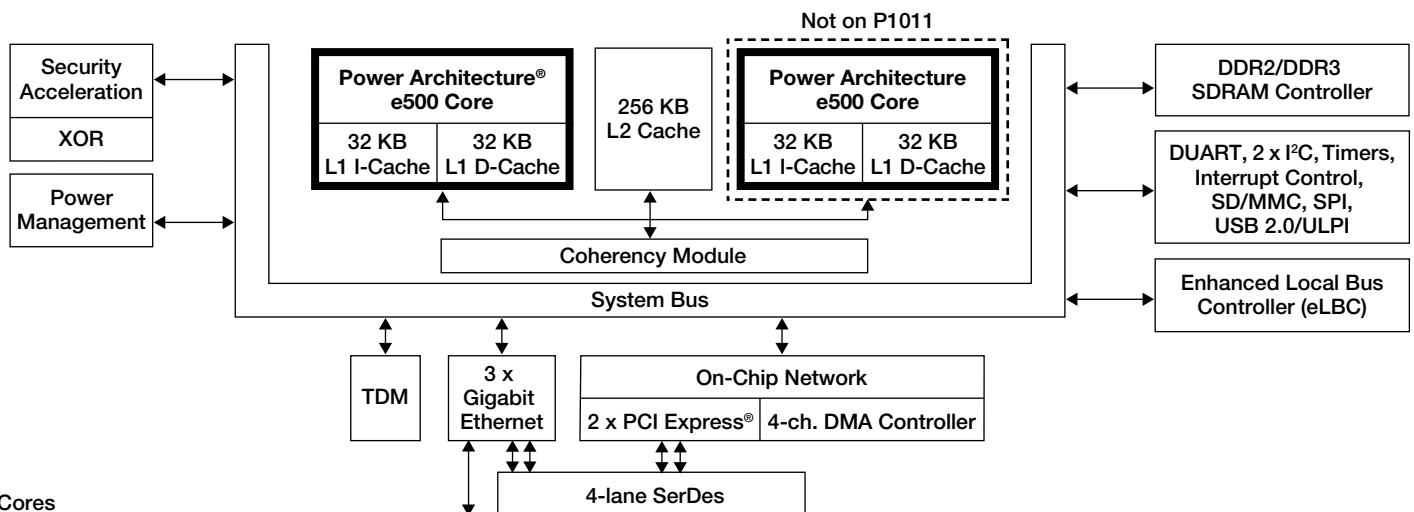 Not on P1011
Security
Acceleration
XOR
Power
Management
Power Architecture®
e500 Core
32 KB
L1 I-Cache
32 KB
L1 D-Cache
256 KB
L2 Cache
Power Architecture
e500 Core
32 KB
L1 I-Cache
32 KB
L1 D-Cache
DDR2/DDR3
SDRAM Controller
DUART, 2 x I²C, Timers,
Interrupt Control,
SD/MMC, SPI,
USB 2.0/ULPI
Enhanced Local Bus
Controller (eLBC)
Coherency Module
System Bus
TDM
3 x
Gigabit
Ethernet
On-Chip Network
2 x PCI Express®
4-ch. DMA Controller
4-lane SerDes
Cores